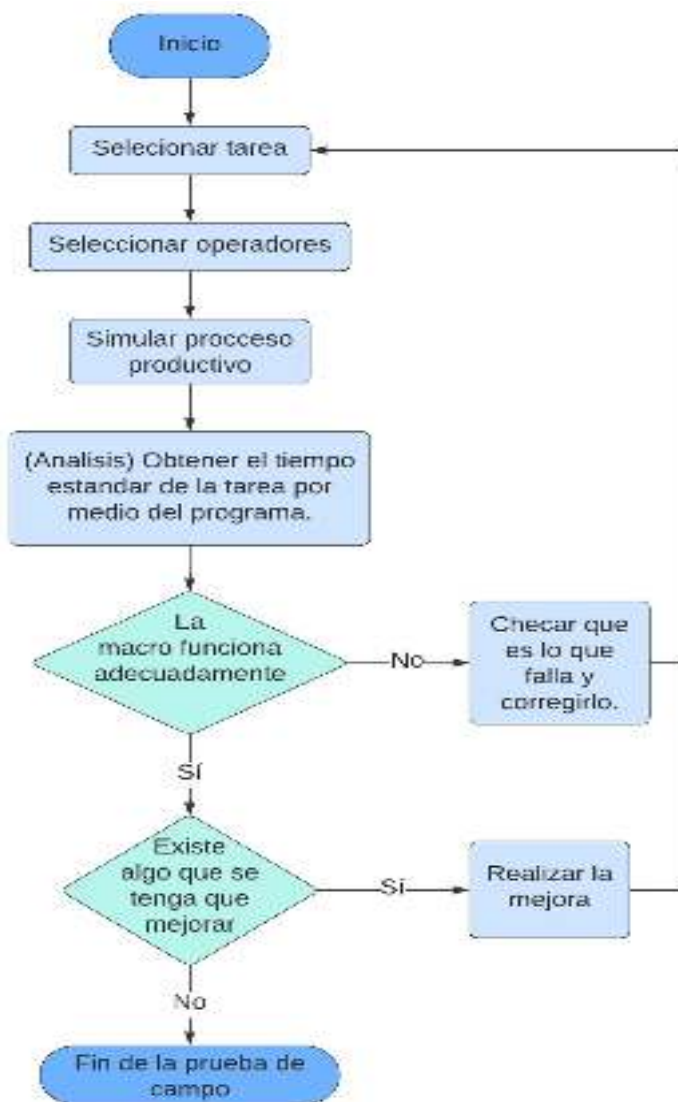 Inicio
Selecionar tarea
Seleccionar operadores
Simular procceso
productivo
(Analisis) Obtener el tiempo
estandar de la tarea por
medio del programa.
La
macro funciona
adecuadamente
No
Checar que
es lo que
falla y
corregirlo.
Sí
Existe
algo que se
tenga que
mejorar
Sí
Realizar la
mejora
No
Fin de la prueba de
campo